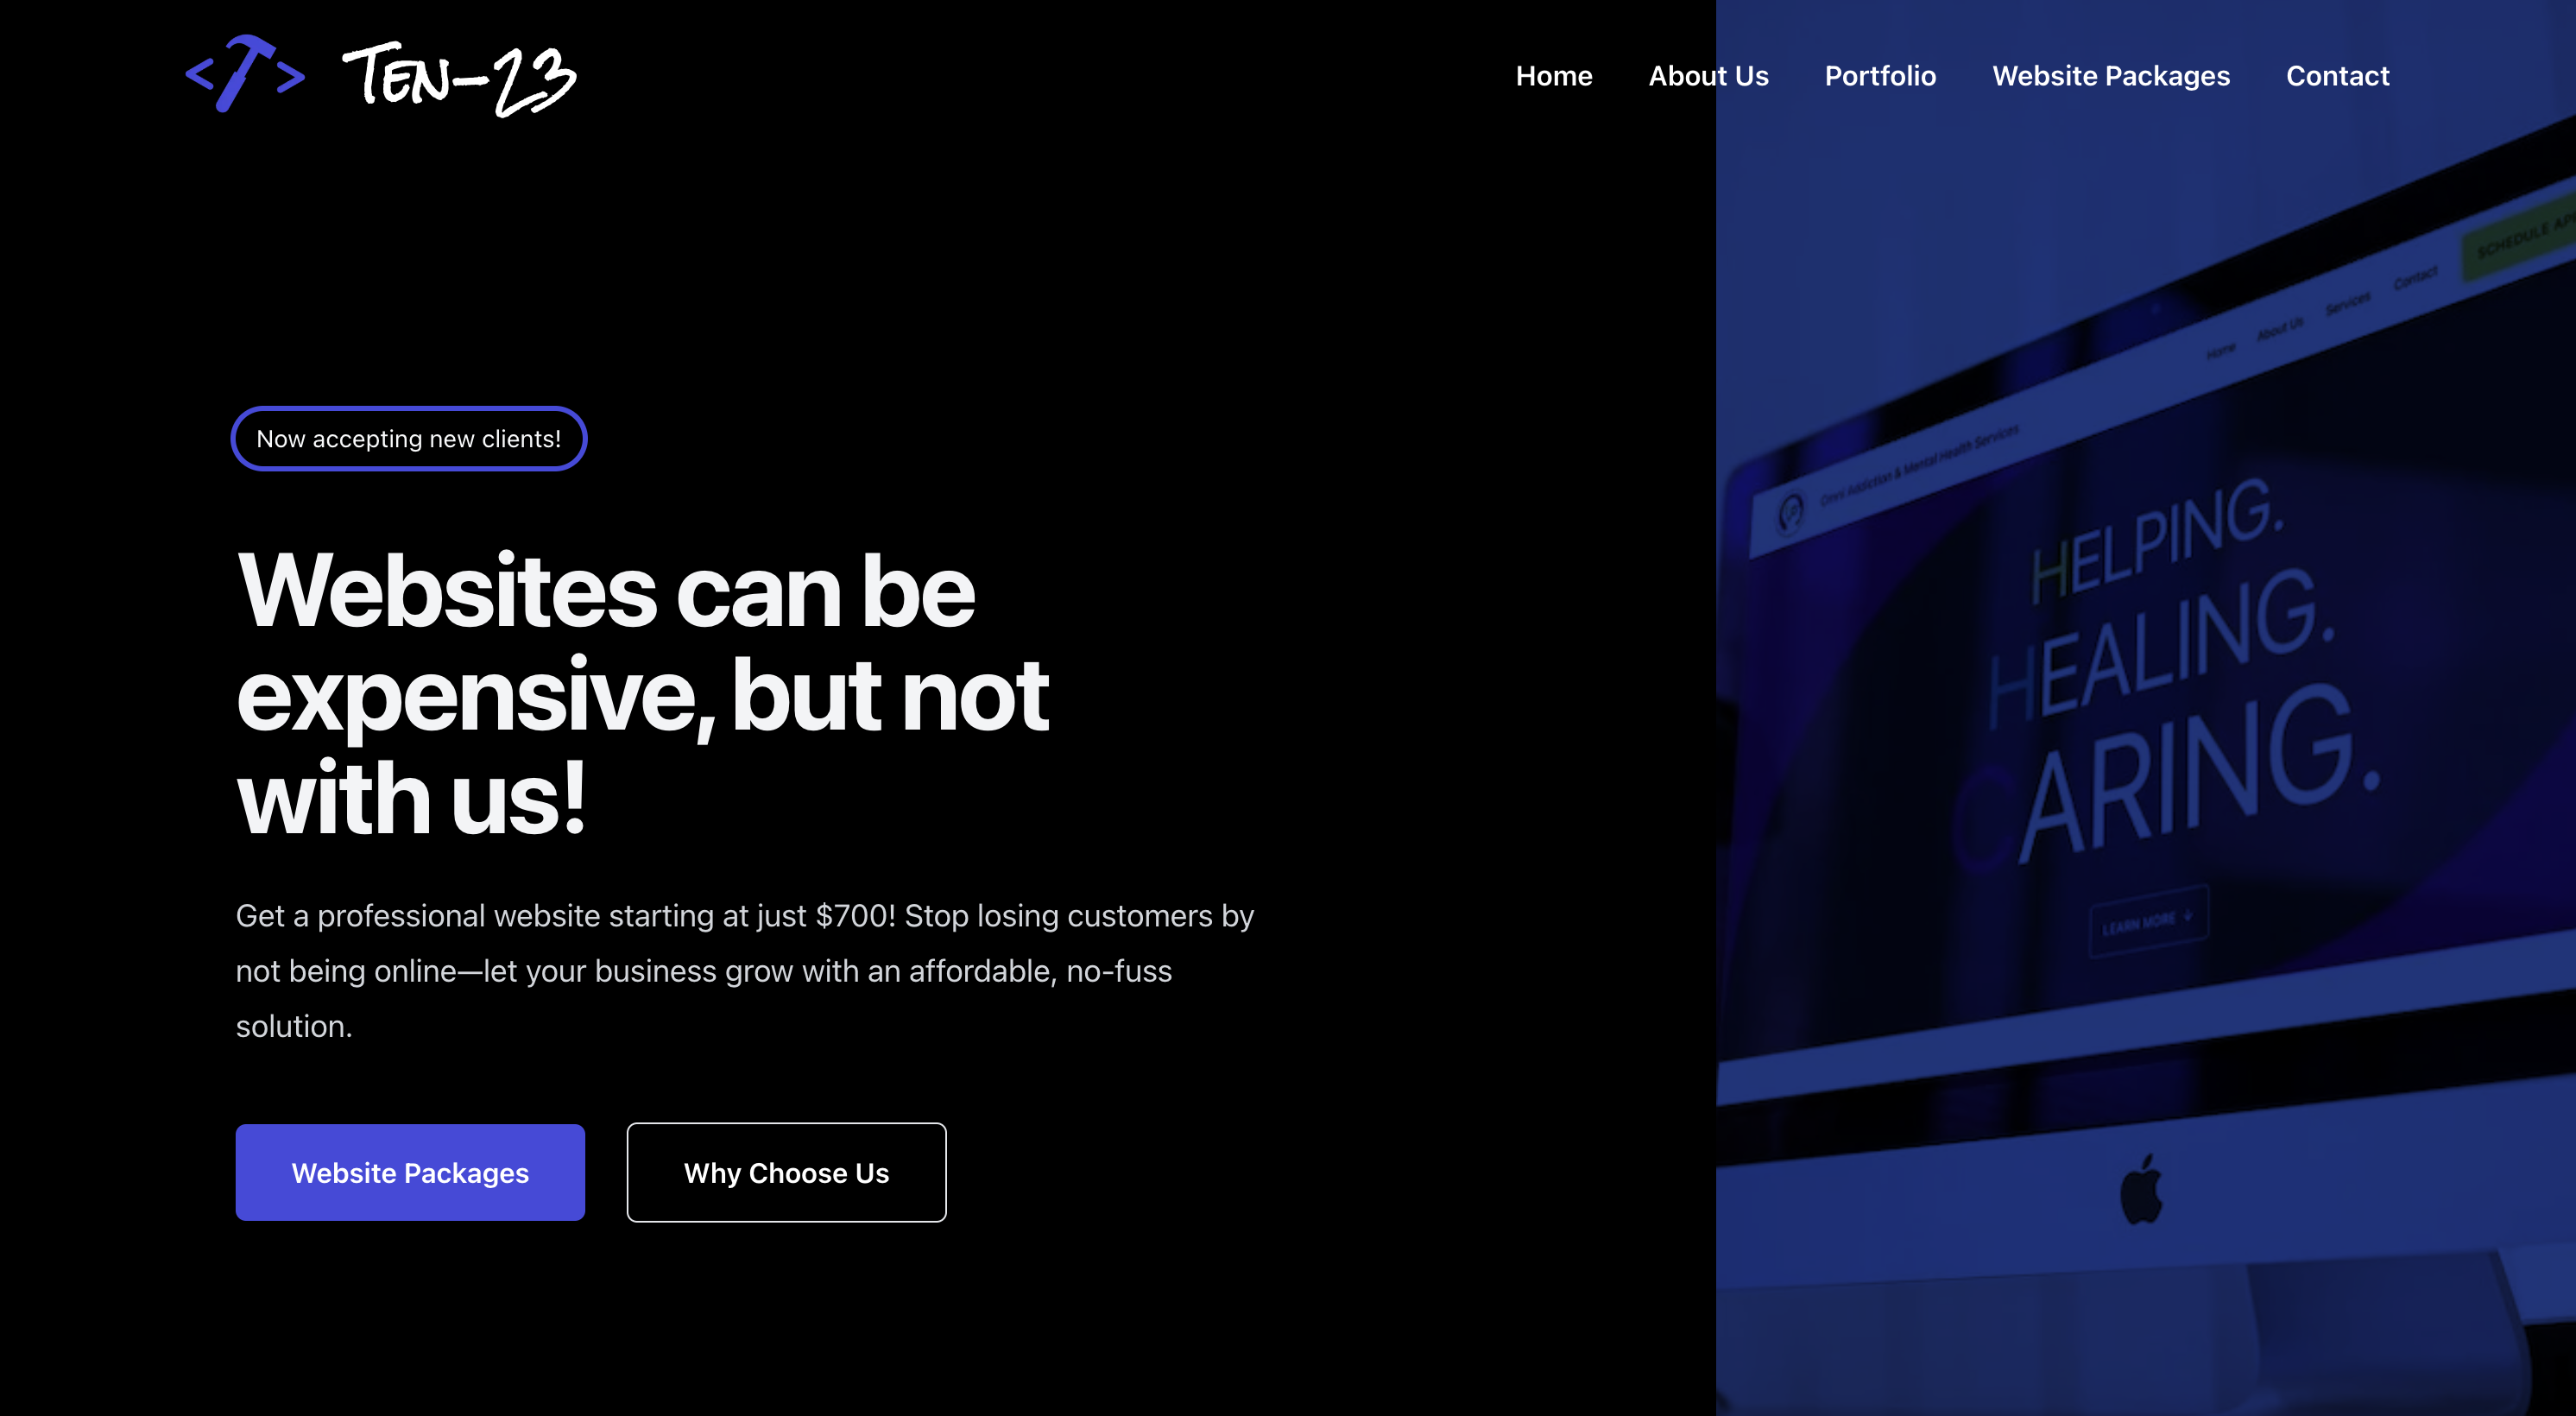 Ten-23
Home About Us Portfolio Website Packages Contact
Now accepting new clients!
Websites can be
expensive, but not
with us!
Get a professional website starting at just $700! Stop losing customers by
not being online—let your business grow with an affordable, no-fuss
solution.
Website Packages Why Choose Us
SCHEDULE
Home About Us Services Contact
Omni Addiction & Mental Health Services
HELPING.
HEALING.
CARING.
LEARN MORE ↓